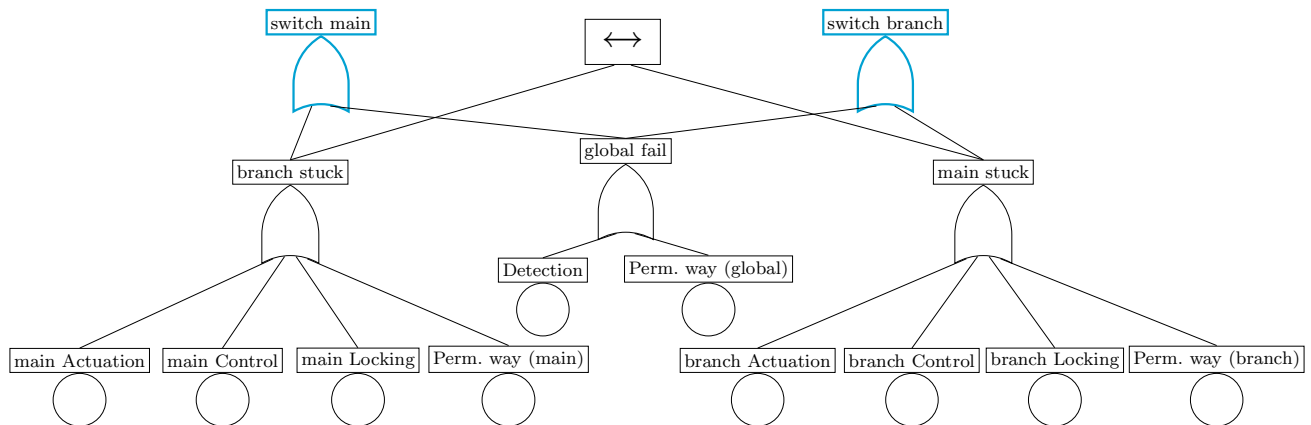 switch main
switch branch
↔
global fail
branch stuck
main stuck
Detection
Perm. way (global)
main Actuation
main Control
main Locking
Perm. way (main)
branch Actuation
branch Control
branch Locking
Perm. way (branch)